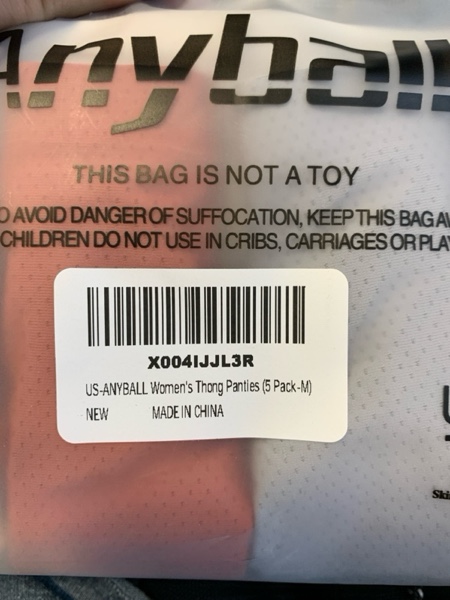 Anyball
THIS BAG IS NOT A TOY
O AVOID DANGER OF SUFFOCATION, KEEP THIS BAG AW
CHILDREN DO NOT USE IN CRIBS, CARRIAGES OR PLAY
X004IJJL3R
US-ANYBALL Women's Thong Panties (5 Pack-M)
NEW MADE IN CHINA